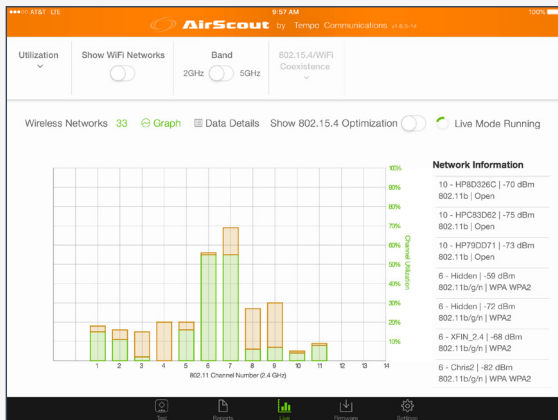 AT&T LTE 9:57 AM 100%
AirScout by Tempo Communications v1.6.5-14
Utilization Show WiFi Networks Band 802.15.4/WiFi
Coexistence
2GHz 5GHz
Wireless Networks 33 Graph Data Details Show 802.15.4 Optimization Live Mode Running
Network Information
10 - HP8D326C | -70 dBm
802.11b | Open
10 - HPC83D62 | -75 dBm
802.11b | Open
10 - HP79DD71 | -73 dBm
802.11b | Open
6 - Hidden | -59 dBm
802.11b/g/n | WPA WPA2
6 - Hidden | -72 dBm
802.11b/g/n | WPA2
6 - XFIN_2.4 | -68 dBm
802.11b/g/n | WPA2
6 - Chris2 | -82 dBm
802.11b/g/n | WPA WPA2
100%
90%
80%
70%
60%
50%
40%
30%
20%
10%
Channel Utilization
1 2 3 4 5 6 7 8 9 10 11 12 13 14
802.11 Channel Number (2.4 GHz)
Test Reports Live Firmware Settings